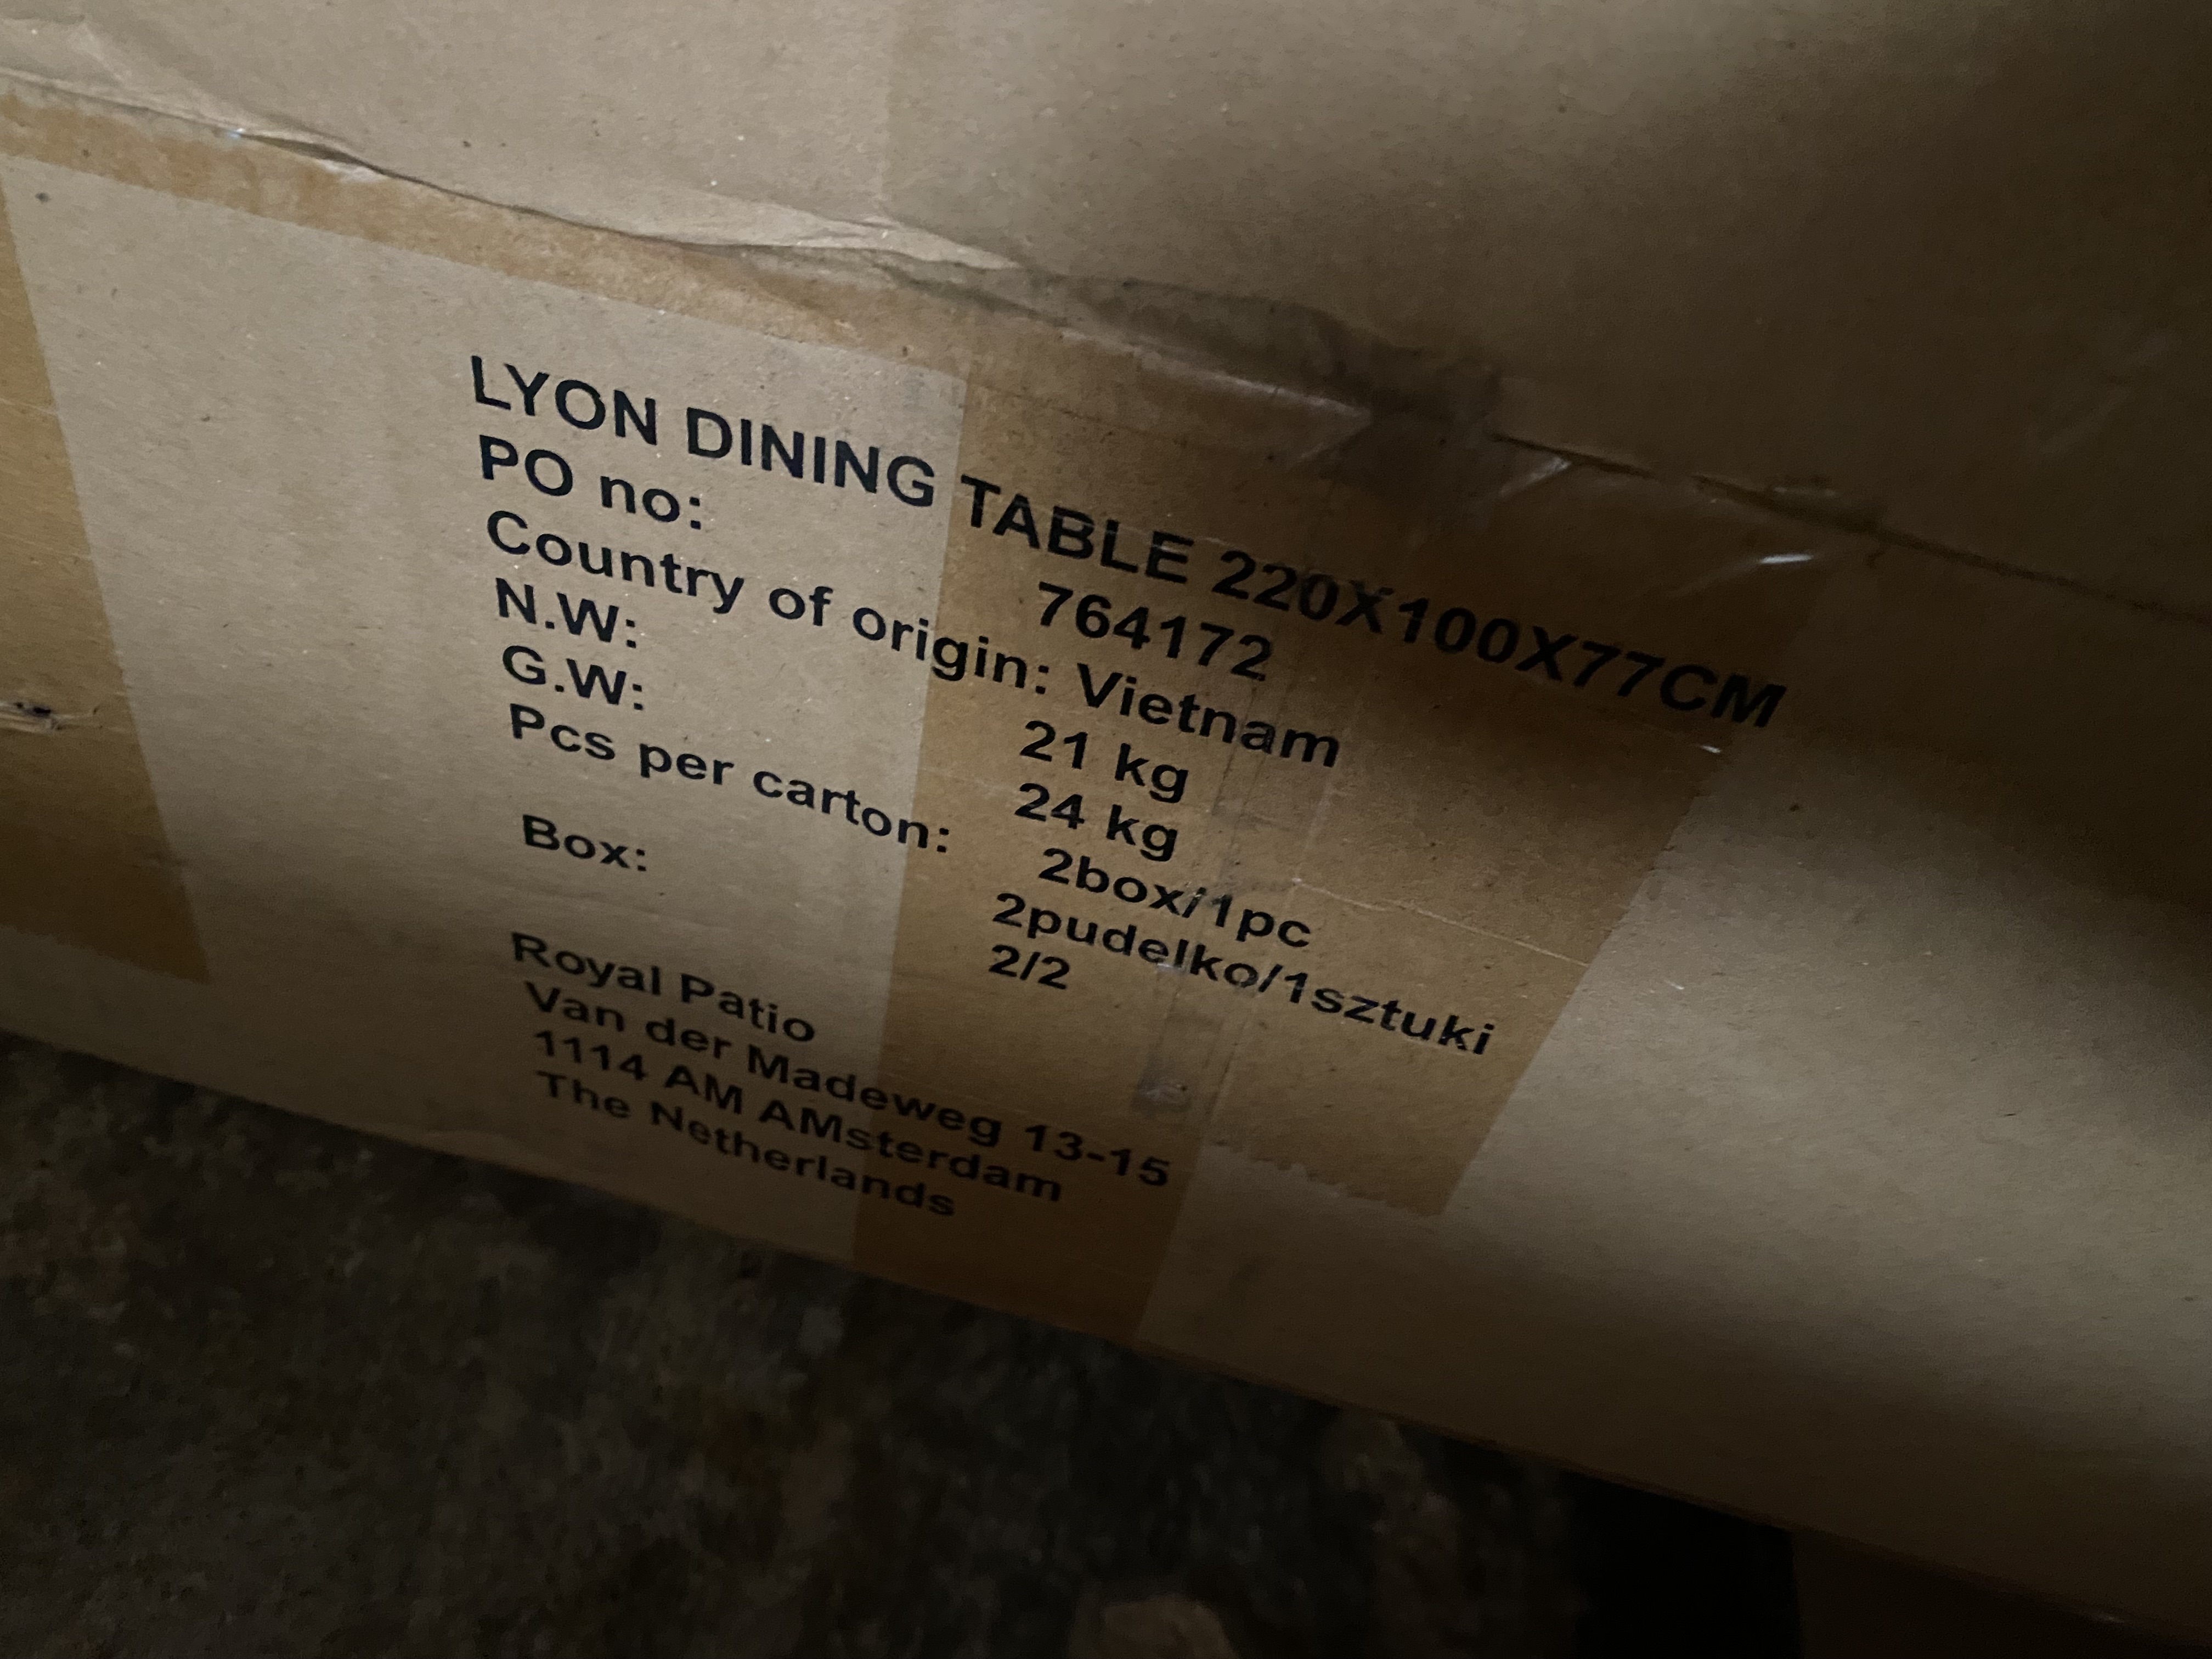 LYON DINING TABLE 220X100X77CM
PO no: 764172
Country of origin: Vietnam
N.W: 21 kg
G.W: 24 kg
Pcs per carton: 2box/1pc
2pudelko/1sztuki
Box: 2/2
Royal Patio
Van der Madeweg 13-15
1114 AM AMsterdam
The Netherlands